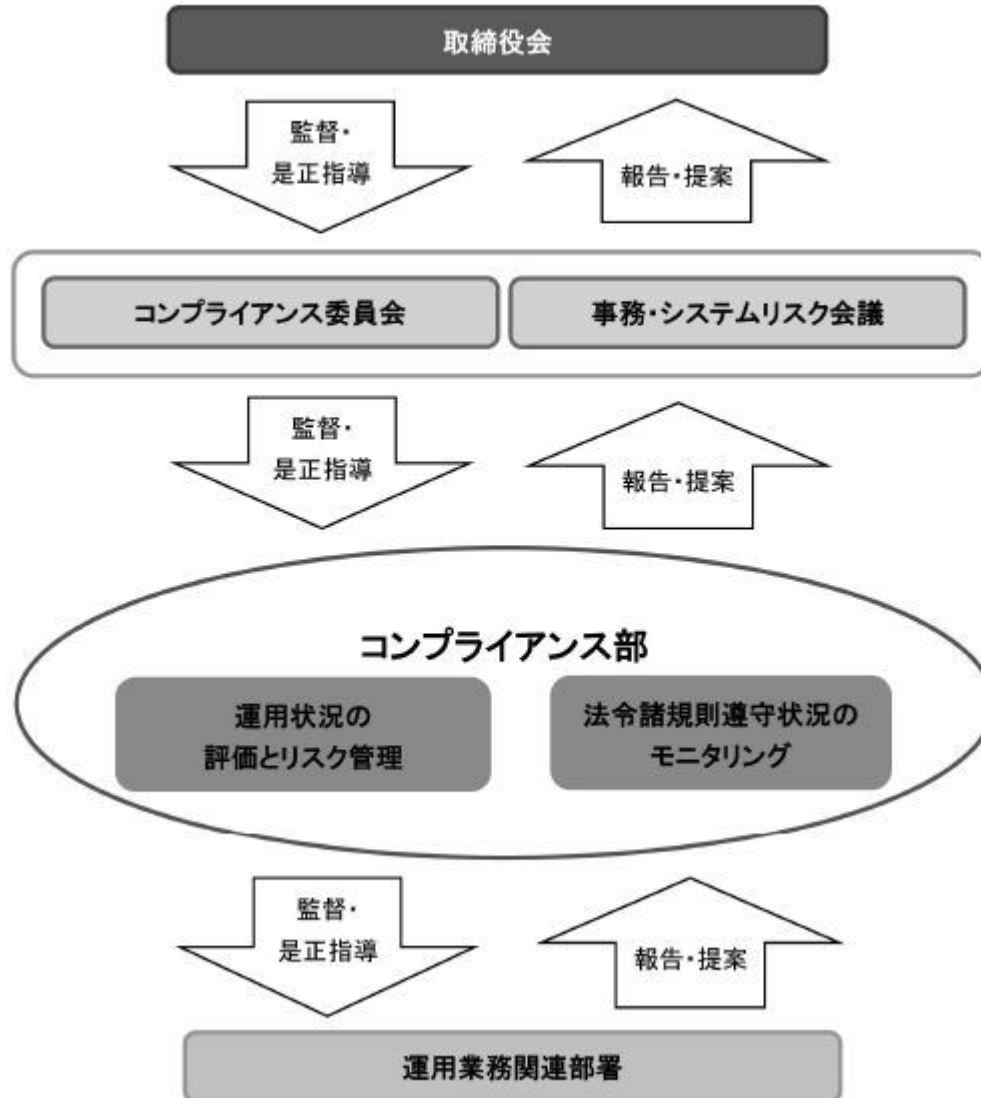 取締役会
監督・
是正指導
報告・提案
コンプライアンス委員会
事務・システムリスク会議
監督・
是正指導
報告・提案
コンプライアンス部
運用状況の
評価とリスク管理
法令諸規則遵守状況の
モニタリング
監督・
是正指導
報告・提案
運用業務関連部署